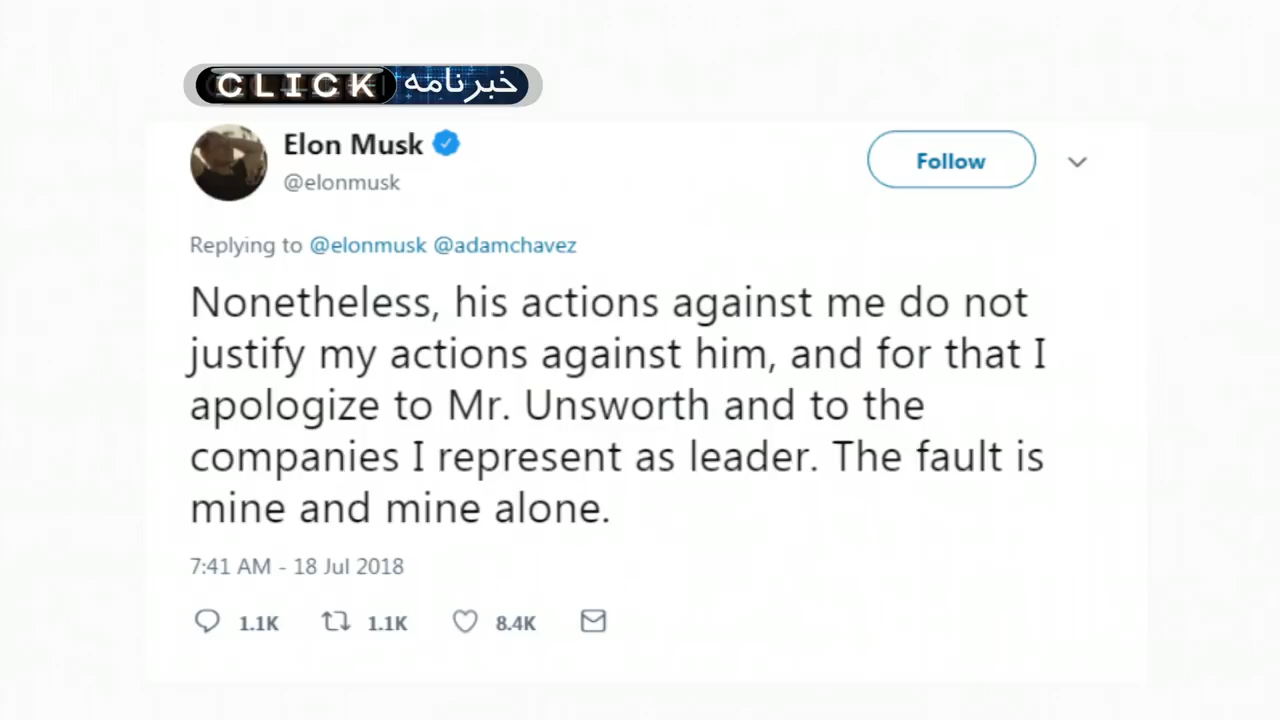 CLICK خبرنامه
Elon Musk
@elonmusk
Follow
Replying to @elonmusk @adamchavez
Nonetheless, his actions against me do not
justify my actions against him, and for that I
apologize to Mr. Unsworth and to the
companies I represent as leader. The fault is
mine and mine alone.
7:41 AM - 18 Jul 2018
1.1K 1.1K 8.4K